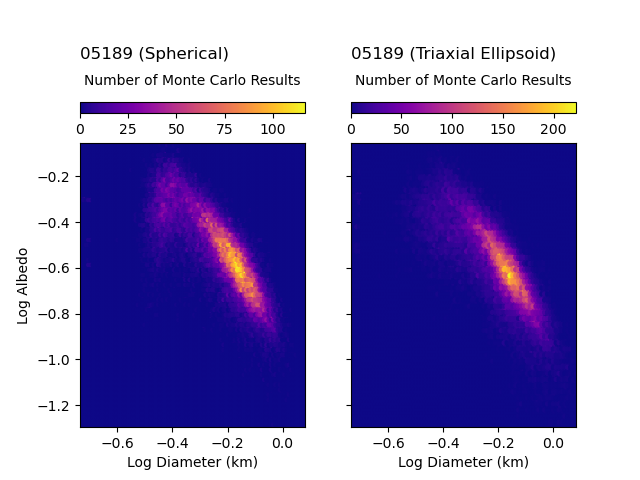 05189 (Spherical)
Number of Monte Carlo Results
0 25 50 75 100
05189 (Triaxial Ellipsoid)
Number of Monte Carlo Results
0 50 100 150 200
Log Albedo
−0.2
−0.4
−0.6
−0.8
−1.0
−1.2
−0.6 −0.4 −0.2 0.0
Log Diameter (km)
−0.6 −0.4 −0.2 0.0
Log Diameter (km)